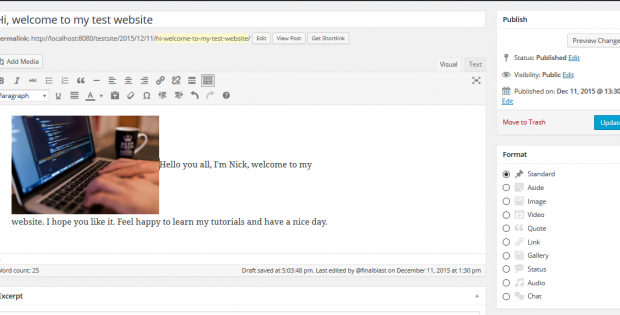 Hi, welcome to my test website
Permalink: http://localhost:8080/testsite/2015/12/11/hi-welcome-to-my-test-website/ Edit View Post Get Shortlink
Add Media
Visual Text
B I ABC
Paragraph U A
Hello you all, I'm Nick, welcome to my
website. I hope you like it. Feel happy to learn my tutorials and have a nice day.
Word count: 25
Draft saved at 5:03:48 pm. Last edited by @finalblast on December 11, 2015 at 1:30 pm
Excerpt
Publish
Preview Change
Status: Published Edit
Visibility: Public Edit
Published on: Dec 11, 2015 @ 13:30
Edit
Move to Trash
Update
Format
Standard
Aside
Image
Video
Quote
Link
Gallery
Status
Audio
Chat